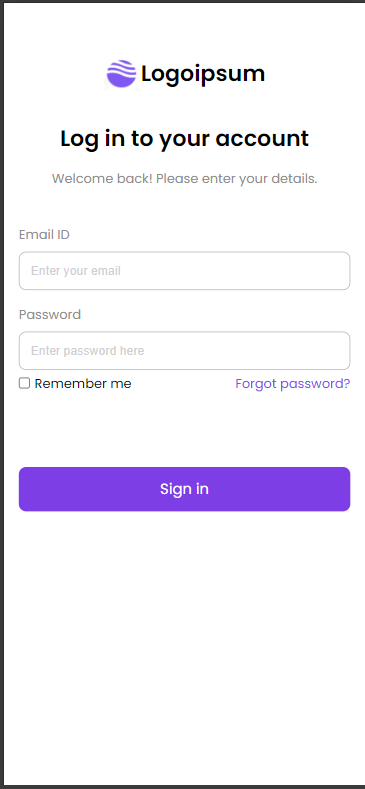 Logoipsum
Log in to your account
Welcome back! Please enter your details.
Email ID
Enter your email
Password
Enter password here
Remember me Forgot password?
Sign in